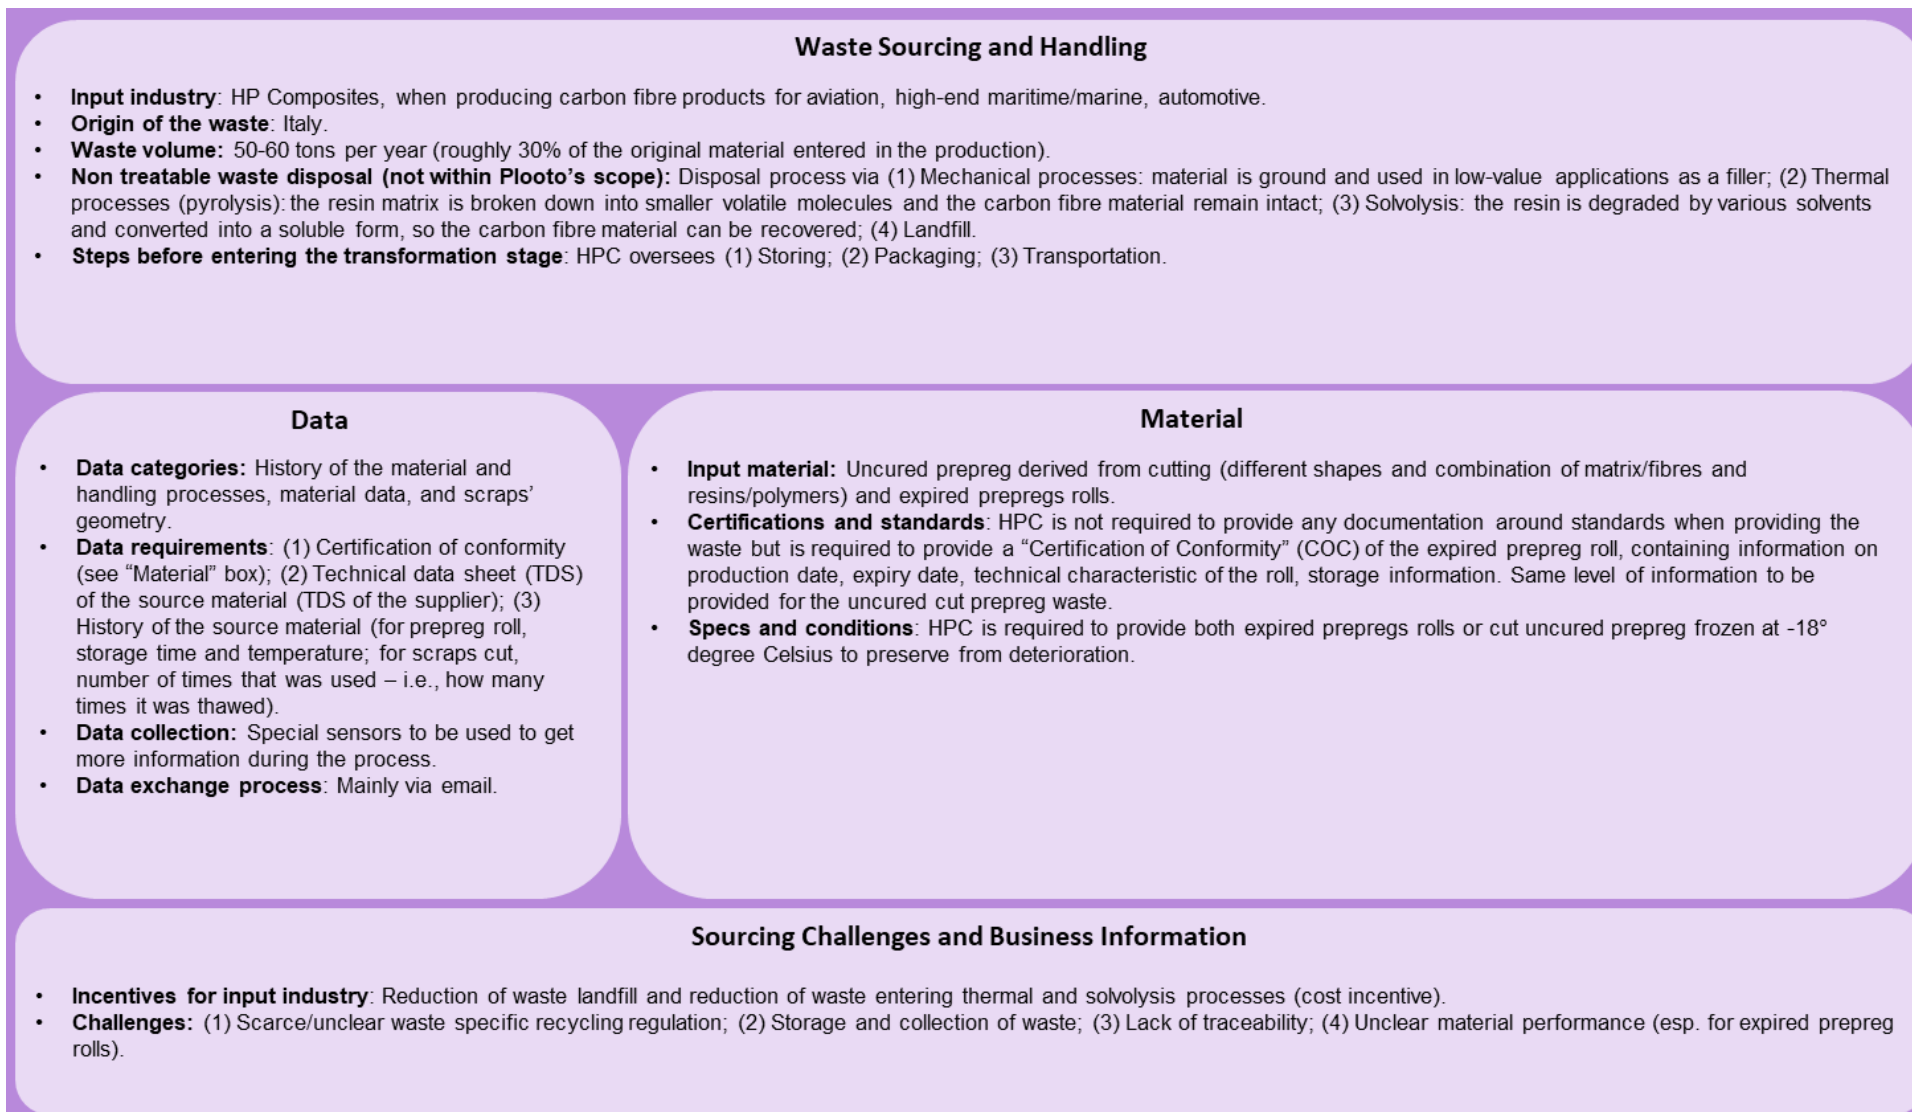 Waste Sourcing and Handling
• Input industry: HP Composites, when producing carbon fibre products for aviation, high-end maritime/marine, automotive.
• Origin of the waste: Italy.
• Waste volume: 50-60 tons per year (roughly 30% of the original material entered in the production).
• Non treatable waste disposal (not within Plooto's scope): Disposal process via (1) Mechanical processes: material is ground and used in low-value applications as a filler; (2) Thermal
processes (pyrolysis): the resin matrix is broken down into smaller volatile molecules and the carbon fibre material remain intact; (3) Solvolysis: the resin is degraded by various solvents
and converted into a soluble form, so the carbon fibre material can be recovered; (4) Landfill.
• Steps before entering the transformation stage: HPC oversees (1) Storing; (2) Packaging; (3) Transportation.
Data
• Data categories: History of the material and
handling processes, material data, and scraps'
geometry.
• Data requirements: (1) Certification of conformity
(see “Material” box); (2) Technical data sheet (TDS)
of the source material (TDS of the supplier); (3)
History of the source material (for prepreg roll,
storage time and temperature; for scraps cut,
number of times that was used – i.e., how many
times it was thawed).
• Data collection: Special sensors to be used to get
more information during the process.
• Data exchange process: Mainly via email.
Material
• Input material: Uncured prepreg derived from cutting (different shapes and combination of matrix/fibres and
resins/polymers) and expired prepregs rolls.
• Certifications and standards: HPC is not required to provide any documentation around standards when providing the
waste but is required to provide a “Certification of Conformity” (COC) of the expired prepreg roll, containing information on
production date, expiry date, technical characteristic of the roll, storage information. Same level of information to be
provided for the uncured cut prepreg waste.
• Specs and conditions: HPC is required to provide both expired prepregs rolls or cut uncured prepreg frozen at -18°
degree Celsius to preserve from deterioration.
Sourcing Challenges and Business Information
• Incentives for input industry: Reduction of waste landfill and reduction of waste entering thermal and solvolysis processes (cost incentive).
• Challenges: (1) Scarce/unclear waste specific recycling regulation; (2) Storage and collection of waste; (3) Lack of traceability; (4) Unclear material performance (esp. for expired prepreg
rolls).